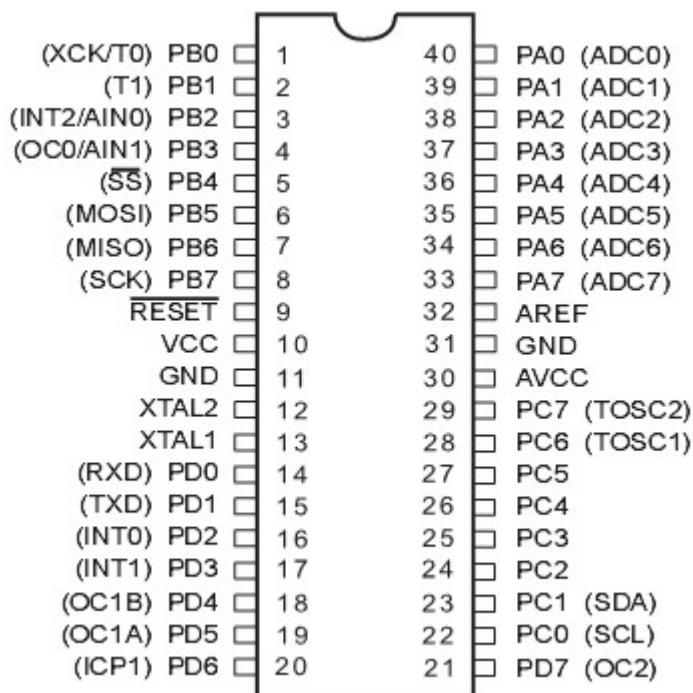 (XCK/T0) PB0 1 40 PA0 (ADC0)
(T1) PB1 2 39 PA1 (ADC1)
(INT2/AIN0) PB2 3 38 PA2 (ADC2)
(OC0/AIN1) PB3 4 37 PA3 (ADC3)
(SS) PB4 5 36 PA4 (ADC4)
(MOSI) PB5 6 35 PA5 (ADC5)
(MISO) PB6 7 34 PA6 (ADC6)
(SCK) PB7 8 33 PA7 (ADC7)
RESET 9 32 AREF
VCC 10 31 GND
GND 11 30 AVCC
XTAL2 12 29 PC7 (TOSC2)
XTAL1 13 28 PC6 (TOSC1)
(RXD) PD0 14 27 PC5
(TXD) PD1 15 26 PC4
(INT0) PD2 16 25 PC3
(INT1) PD3 17 24 PC2
(OC1B) PD4 18 23 PC1 (SDA)
(OC1A) PD5 19 22 PC0 (SCL)
(ICP1) PD6 20 21 PD7 (OC2)